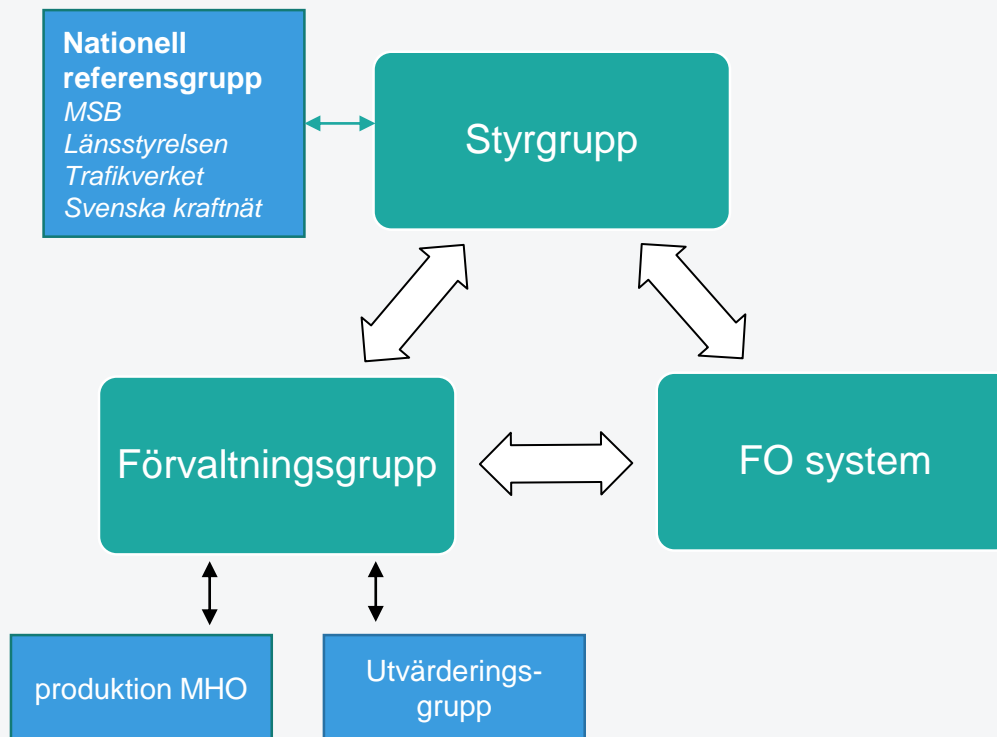 Nationell
referensgrupp
MSB
Länsstyrelsen
Trafikverket
Svenska kraftnät
Styrgrupp
Förvaltningsgrupp
FO system
produktion MHO
Utvärderings-
grupp